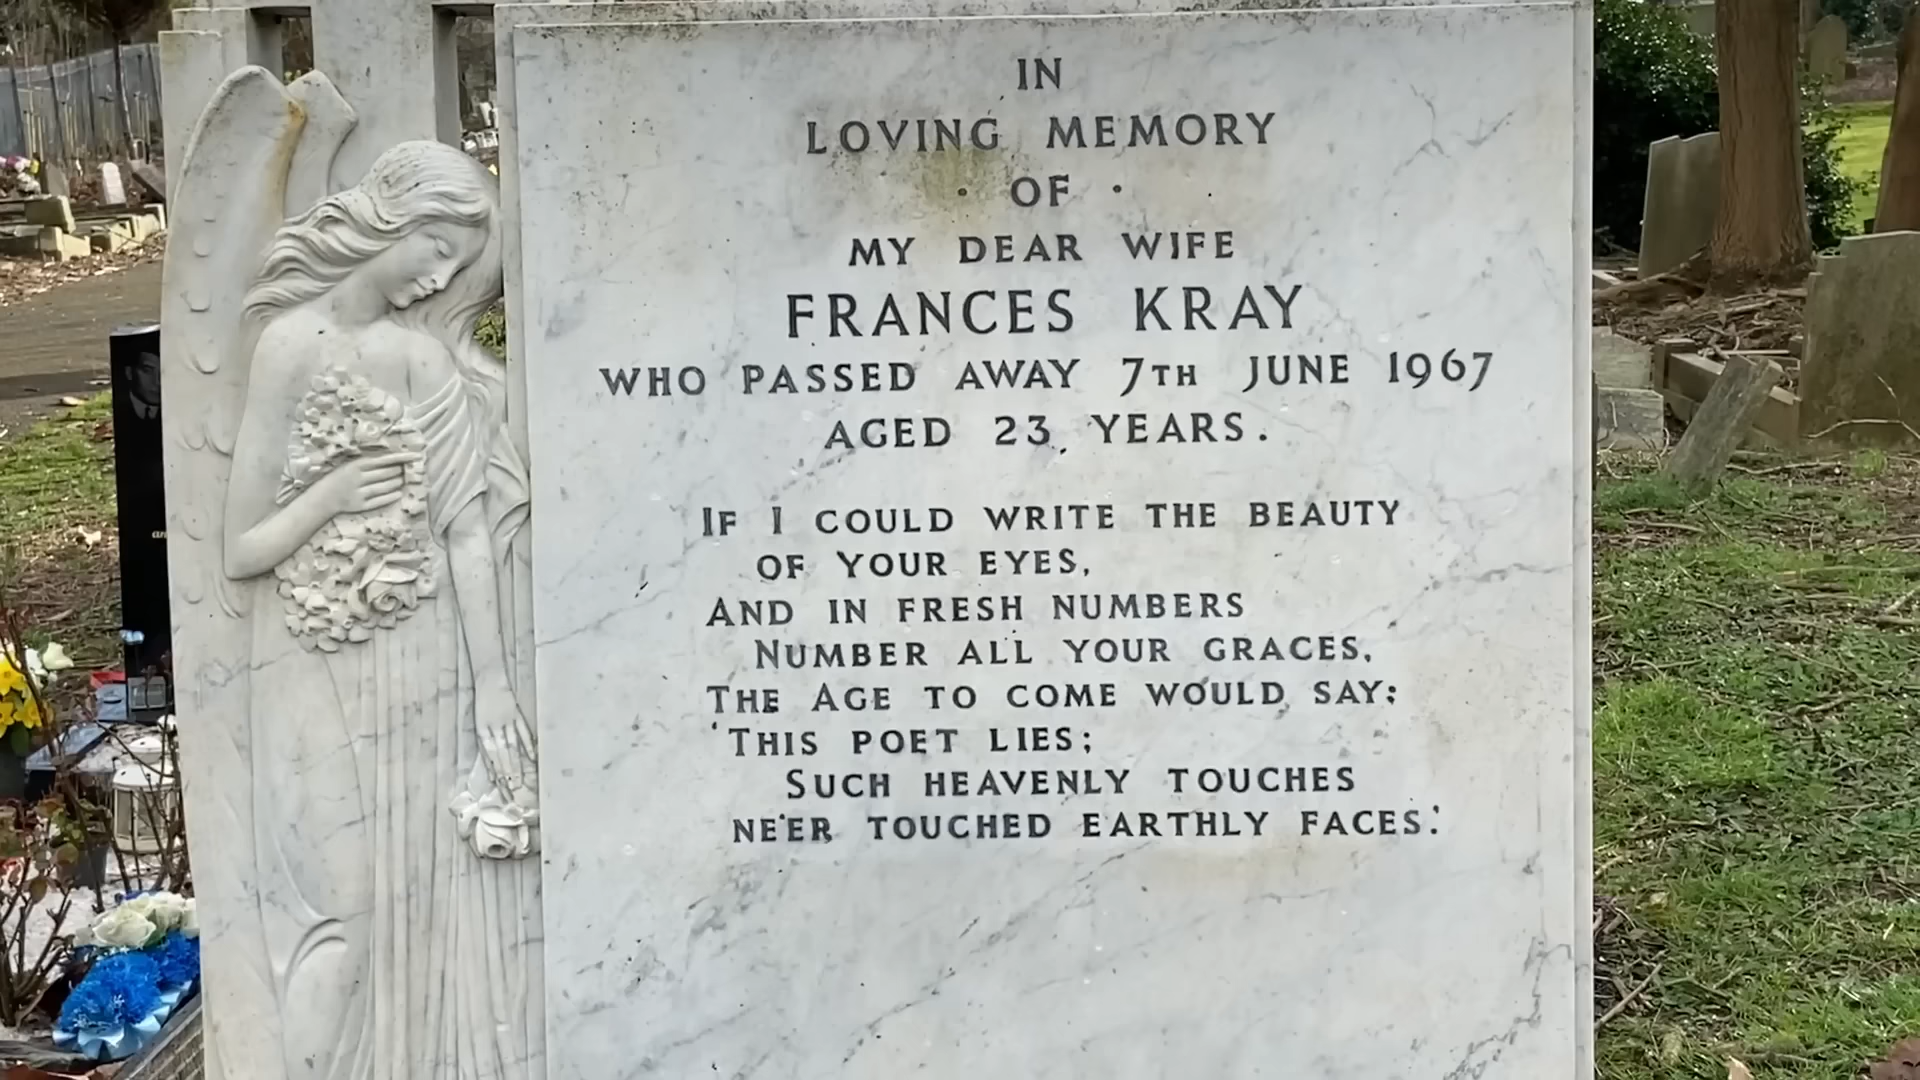 IN
LOVING MEMORY
· OF ·
MY DEAR WIFE
FRANCES KRAY
WHO PASSED AWAY 7TH JUNE 1967
AGED 23 YEARS.
IF I COULD WRITE THE BEAUTY
OF YOUR EYES,
AND IN FRESH NUMBERS
NUMBER ALL YOUR GRACES,
THE AGE TO COME WOULD SAY:
'THIS POET LIES;
SUCH HEAVENLY TOUCHES
NE'ER TOUCHED EARTHLY FACES.'